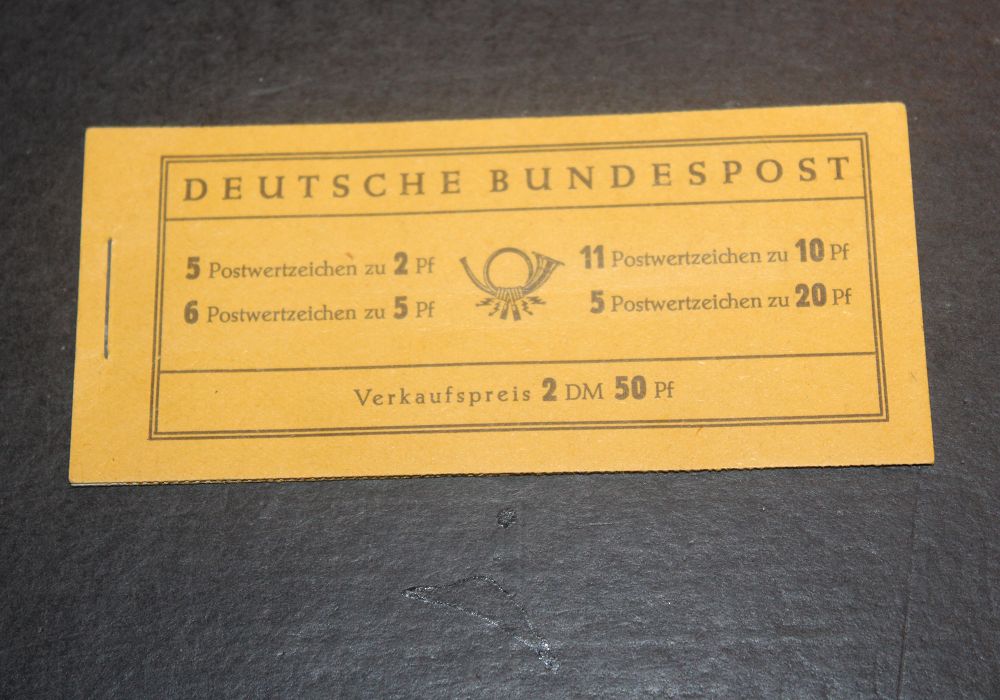 DEUTSCHE BUNDESPOST
5 Postwertzeichen zu 2 Pf
6 Postwertzeichen zu 5 Pf
11 Postwertzeichen zu 10 Pf
5 Postwertzeichen zu 20 Pf
Verkaufspreis 2 DM 50 Pf